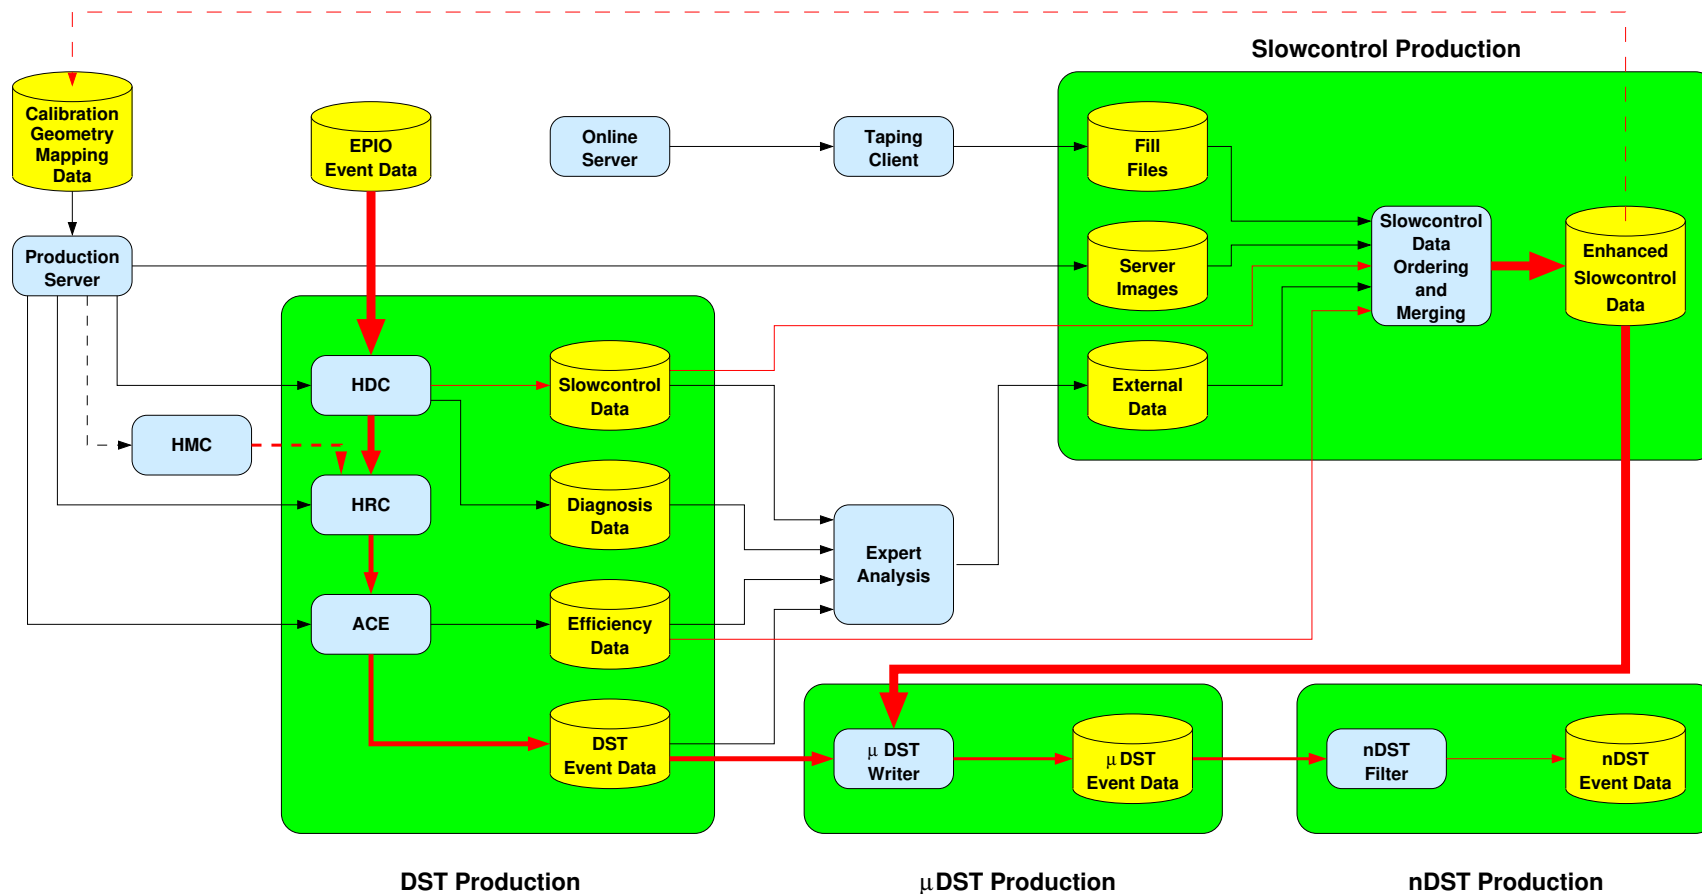 Slowcontrol Production
Calibration
Geometry
Mapping
Data
EPIO
Event Data
Online
Server
Taping
Client
Fill
Files
Production
Server
Server
Images
Slowcontrol
Data
Ordering
and
Merging
Enhanced
Slowcontrol
Data
HDC
Slowcontrol
Data
External
Data
HMC
HRC
Diagnosis
Data
Expert
Analysis
ACE
Efficiency
Data
DST
Event Data
μ DST
Writer
μ DST
Event Data
nDST
Filter
nDST
Event Data
DST Production
μ DST Production
nDST Production